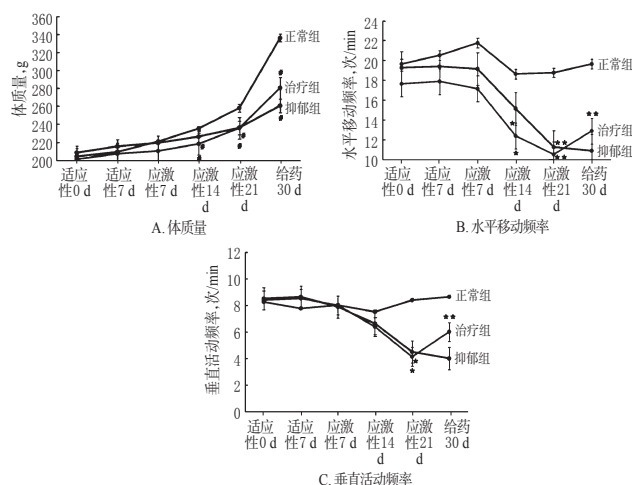 体质量,g
360
340
320
300
280
260
240
220
200
正常组
治疗组
抑郁组
#
#
#
#
#
#
适应性0 d
适应性7 d
应激性7 d
应激性14 d
应激性21 d
给药30 d
A. 体质量
水平移动频率,次/min
24
22
20
18
16
14
12
10
正常组
治疗组
抑郁组
*
*
**
**
**
适应性0 d
适应性7 d
应激性7 d
应激性14 d
应激性21 d
给药30 d
B. 水平移动频率
垂直活动频率,次/min
12
10
8
6
4
2
0
正常组
治疗组
抑郁组
**
*
*
适应性0 d
适应性7 d
应激性7 d
应激性14 d
应激性21 d
给药30 d
C. 垂直活动频率